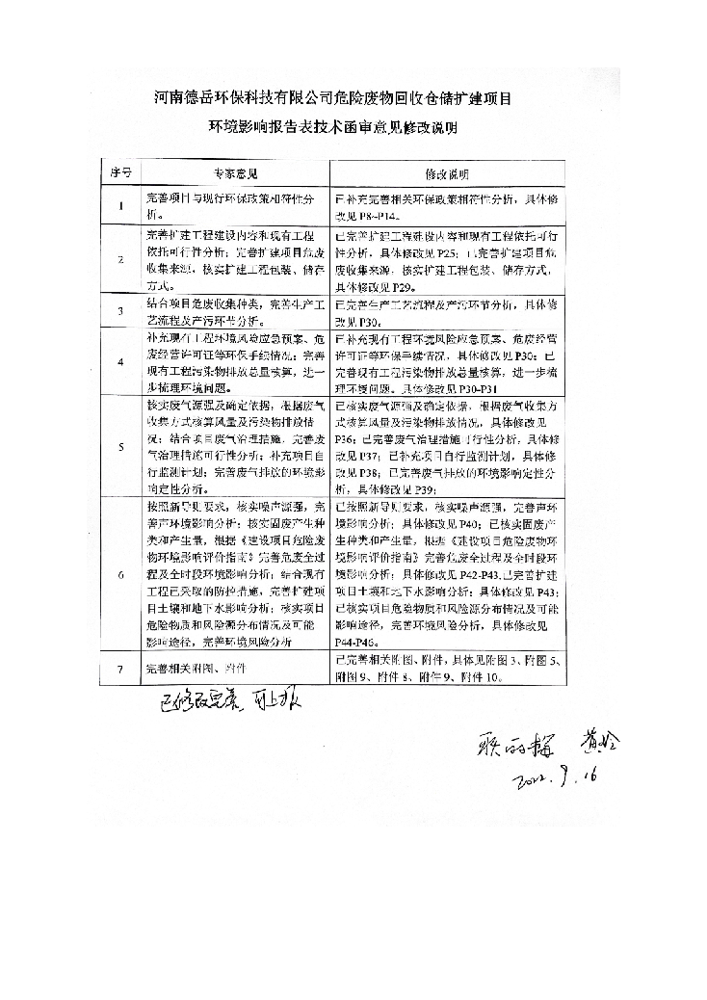 河南德岳环保科技有限公司危险废物回收仓储扩建项目
环境影响报告表技术函审意见修改说明
序号 专家意见 修改说明
1
完善项目与现行环保政策相符性分
析。
已补充完善相关环保政策相符性分析，具体修
改见 P8~P14。
2
完善扩建工程建设内容和现有工程
依托可行性分析；完善扩建项目危废
收集来源，核实扩建工程包装、储存
方式。
已完善扩建工程建设内容和现有工程依托可行
性分析，具体修改见 P25；已完善扩建项目危
废收集来源，核实扩建工程包装、储存方式，
具体修改见 P29。
3
结合项目危废收集种类，完善生产工
艺流程及产污环节分析。
已完善生产工艺流程及产污环节分析，具体修
改见 P30。
4
补充现有工程环境风险应急预案、危
废经营许可证等环保手续情况；完善
现有工程污染物排放总量核算，进一
步梳理环境问题。
已补充现有工程环境风险应急预案、危废经营
许可证等环保手续情况，具体修改见 P30；已
完善现有工程污染物排放总量核算，进一步梳
理环境问题。具体修改见 P30-P31
5
核实废气源强及确定依据，根据废气
收集方式核算风量及污染物排放情
况；结合项目废气治理措施，完善废
气治理措施可行性分析；补充项目自
行监测计划；完善废气排放的环境影
响定性分析。
已核实废气源强及确定依据，根据废气收集方
式核算风量及污染物排放情况，具体修改见
P36；已完善废气治理措施可行性分析，具体修
改见 P37；已补充项目自行监测计划，具体修
改见 P38；已完善废气排放的环境影响定性分
析，具体修改见 P39；
6
按照新导则要求，核实噪声源强，完
善声环境影响分析；核实固废产生种
类和产生量，根据《建设项目危险废
物环境影响评价指南》完善危废全过
程及全时段环境影响分析；结合现有
工程已采取的防控措施，完善扩建项
目土壤和地下水影响分析；核实项目
危险物质和风险源分布情况及可能
影响途径，完善环境风险分析
已按照新导则要求，核实噪声源强，完善声环
境影响分析；具体修改见 P40；已核实固废产
生种类和产生量，根据《建设项目危险废物环
境影响评价指南》完善危废全过程及全时段环
境影响分析；具体修改见 P42-P43,已完善扩建
项目土壤和地下水影响分析；具体修改见 P43；
已核实项目危险物质和风险源分布情况及可能
影响途径，完善环境风险分析，具体修改见
P44-P46。
7
完善相关附图、附件
已完善相关附图、附件，具体见附图 3、附图 5、
附图 9、附件 8、附件 9、附件 10。
已修改完善，可上报
黄
2022.9.16